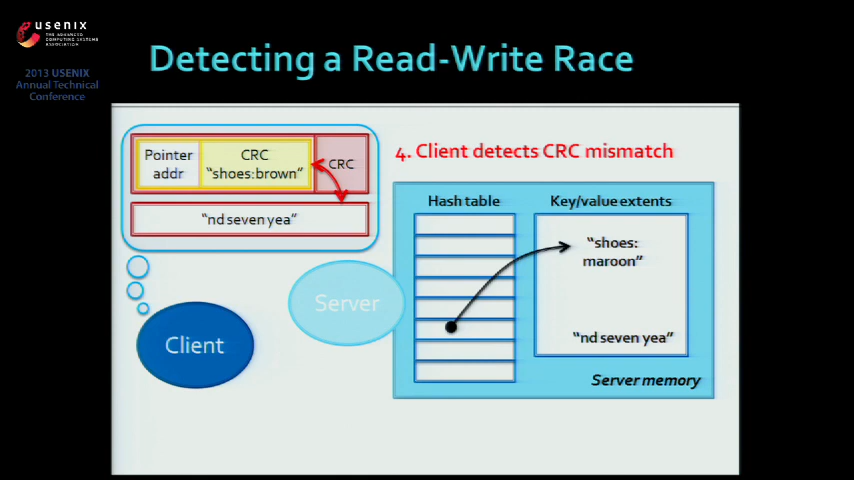 USENIX
THE ADVANCED
COMPUTING SYSTEMS
ASSOCIATION
2013 USENIX
Annual Technical
Conference
Detecting a Read-Write Race
Pointer
addr
CRC
"shoes:brown"
CRC
"nd seven yea"
4. Client detects CRC mismatch
Hash table
Key/value extents
"shoes:
maroon"
"nd seven yea"
Server memory
Server
Client